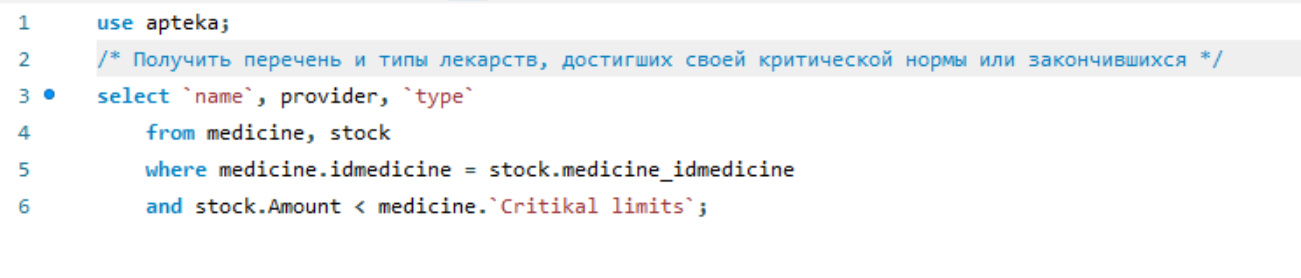 1 use apteka;
2 /* Получить перечень и типы лекарств, достигших своей критической нормы или закончившихся */
3 select `name`, provider, `type`
4 from medicine, stock
5 where medicine.idmedicine = stock.medicine_idmedicine
6 and stock.Amount < medicine.`Critikal limits`;